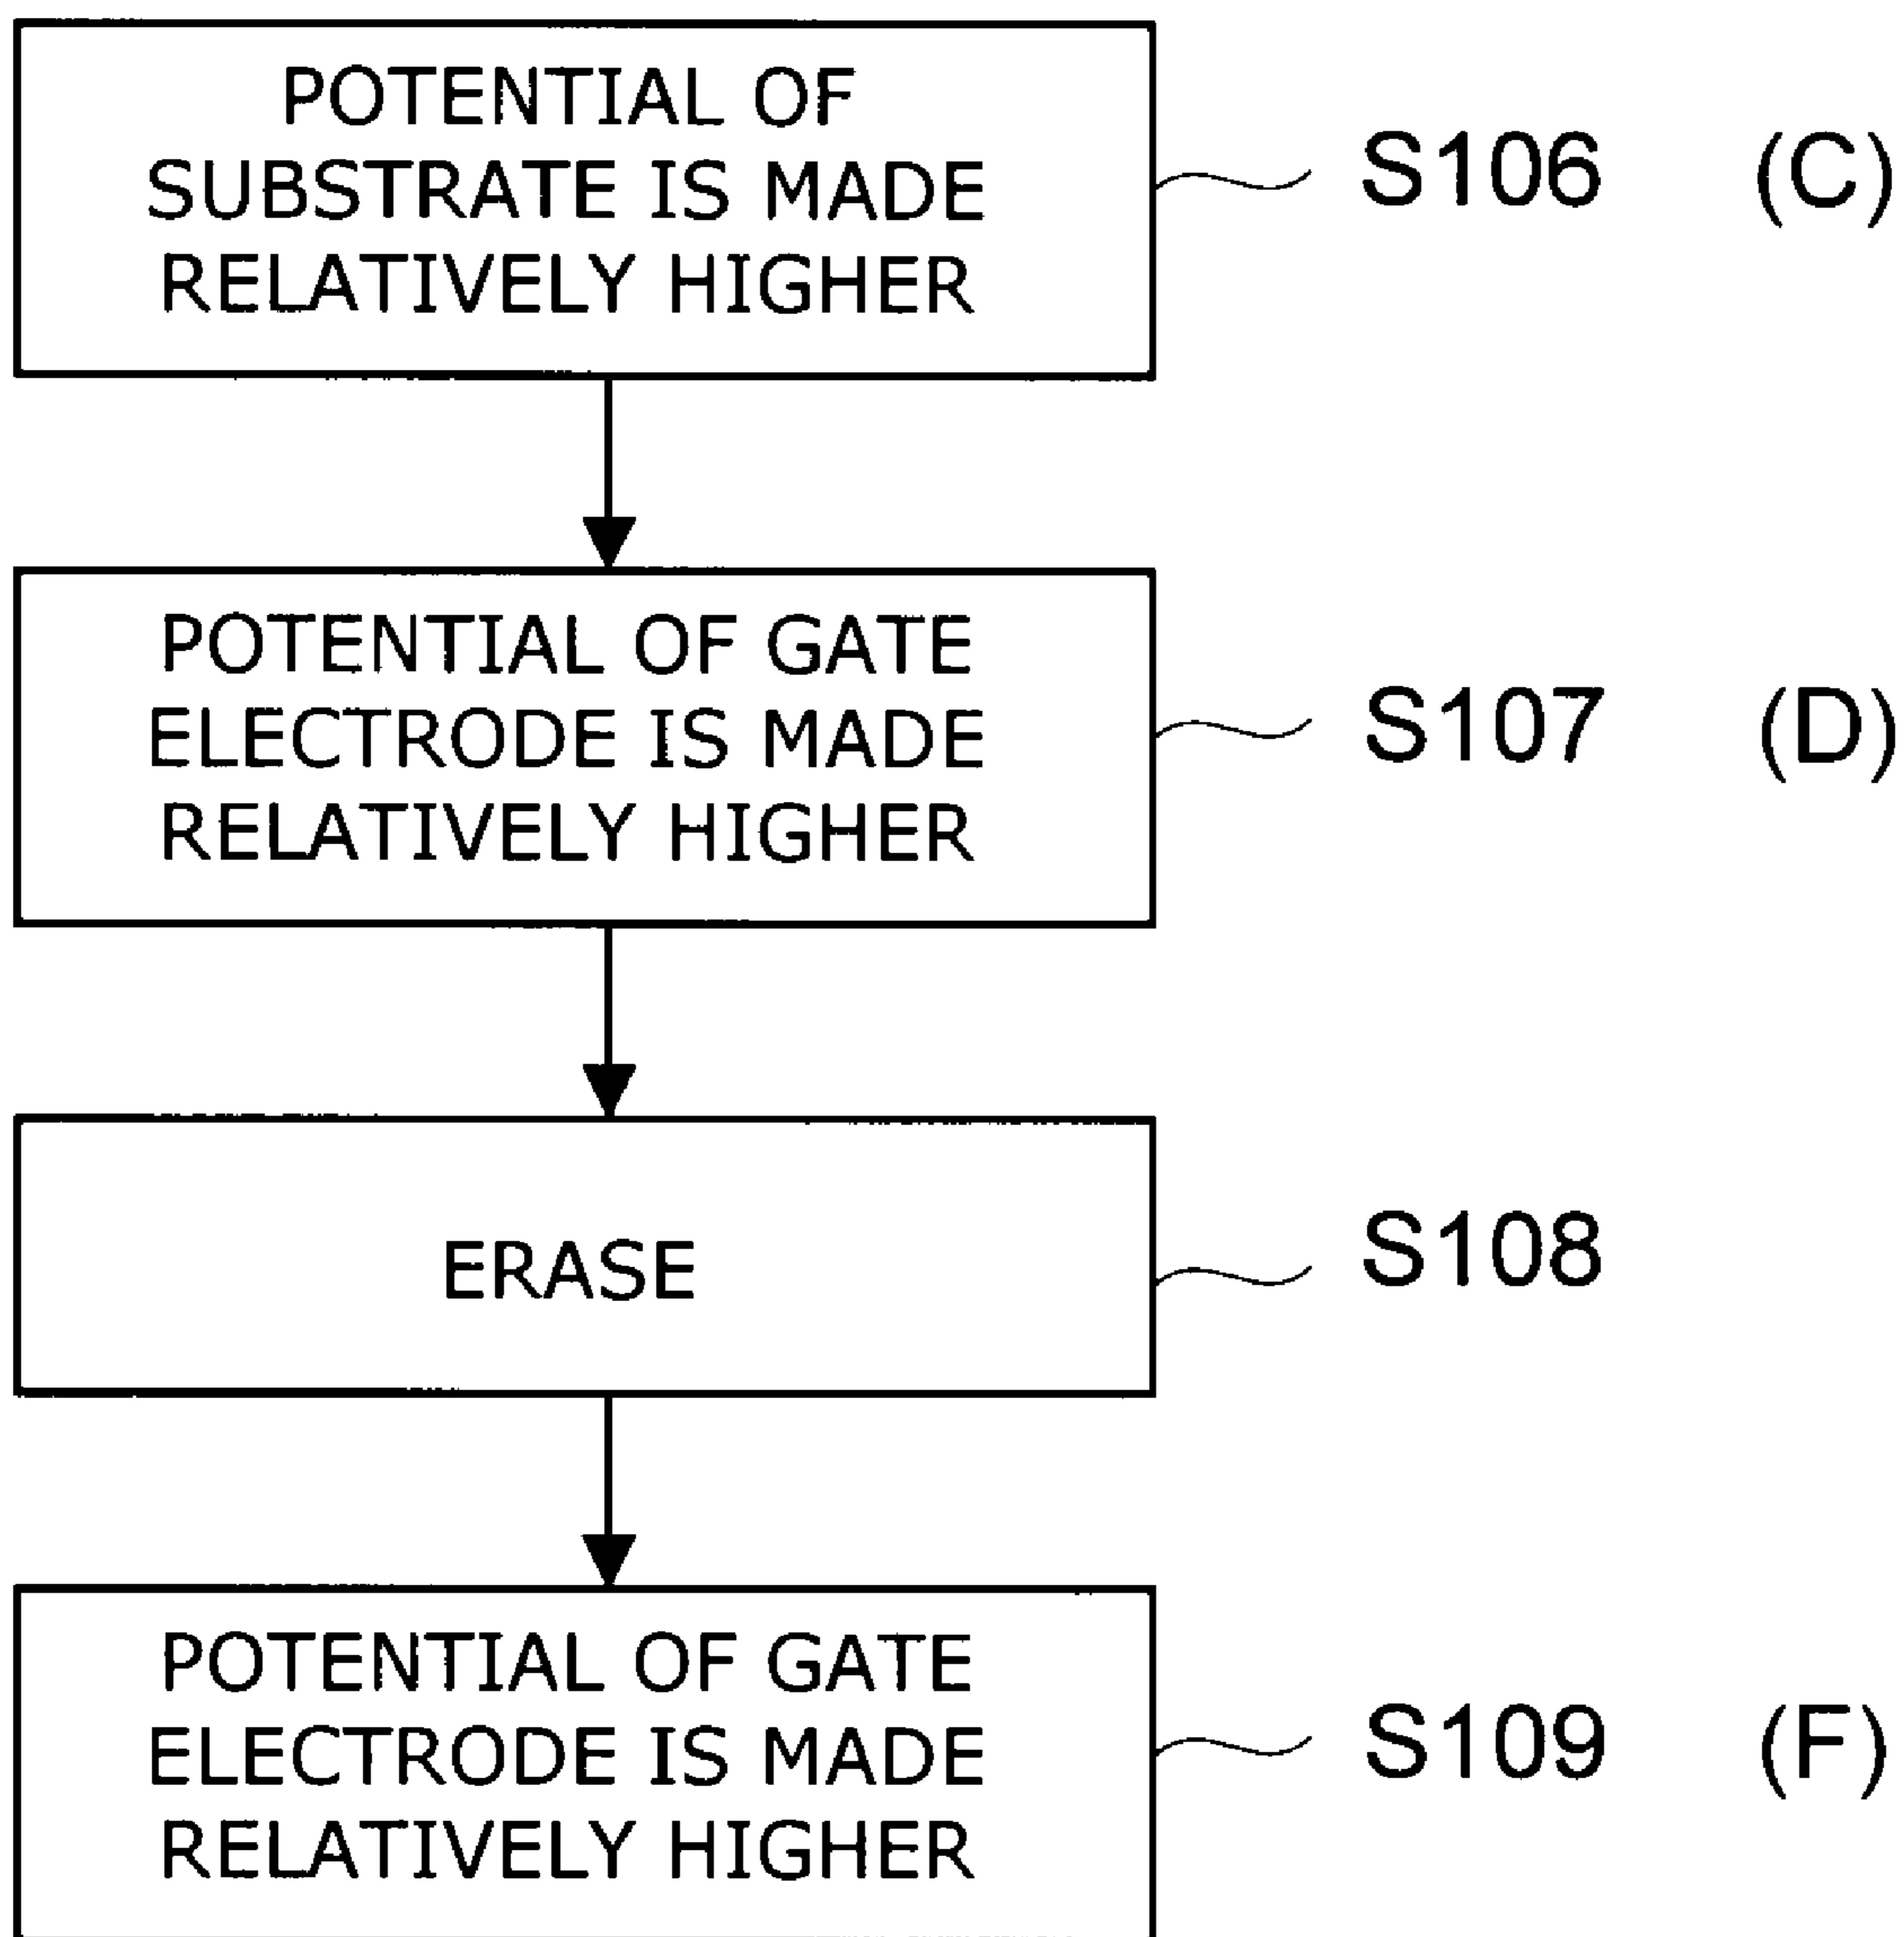 POTENTIAL OF
SUBSTRATE IS MADE
RELATIVELY HIGHER
S106 (C)
POTENTIAL OF GATE
ELECTRODE IS MADE
RELATIVELY HIGHER
S107 (D)
ERASE
S108
POTENTIAL OF GATE
ELECTRODE IS MADE
RELATIVELY HIGHER
S109 (F)